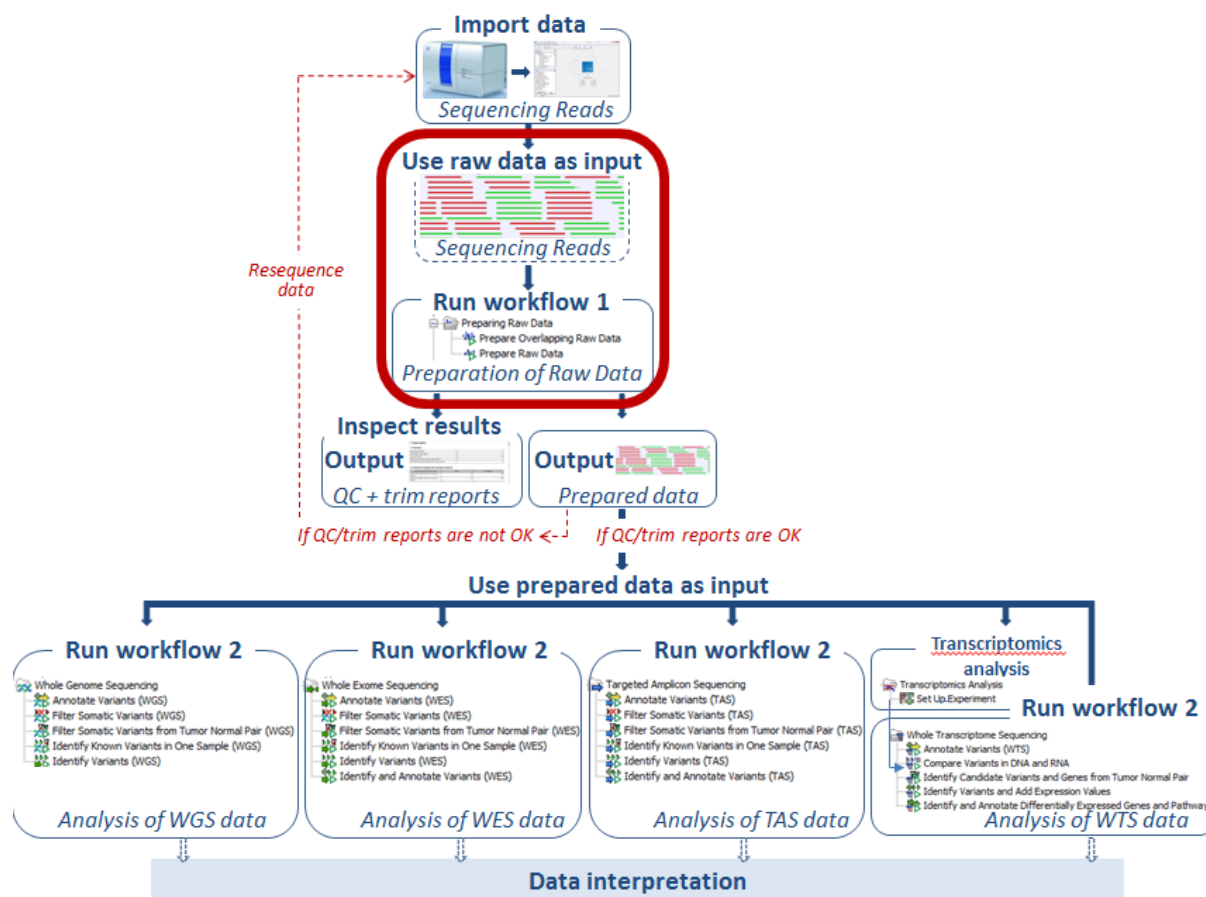 Import data
Sequencing Reads
Use raw data as input
Sequencing Reads
Resequence
data
Run workflow 1
Preparing Raw Data
Prepare Overlapping Raw Data
Prepare Raw Data
Preparation of Raw Data
Inspect results
Output
QC + trim reports
Output
Prepared data
If QC/trim reports are not OK
If QC/trim reports are OK
Use prepared data as input
Run workflow 2
Whole Genome Sequencing
Annotate Variants (WGS)
Filter Somatic Variants (WGS)
Filter Somatic Variants from Tumor Normal Pair (WGS)
Identify Known Variants in One Sample (WGS)
Identify Variants (WGS)
Analysis of WGS data
Run workflow 2
Whole Exome Sequencing
Annotate Variants (WES)
Filter Somatic Variants (WES)
Filter Somatic Variants from Tumor Normal Pair (WES)
Identify Known Variants in One Sample (WES)
Identify Variants (WES)
Identify and Annotate Variants (WES)
Analysis of WES data
Run workflow 2
Targeted Amplicon Sequencing
Annotate Variants (TAS)
Filter Somatic Variants (TAS)
Filter Somatic Variants from Tumor Normal Pair (TAS)
Identify Known Variants in One Sample (TAS)
Identify Variants (TAS)
Identify and Annotate Variants (TAS)
Analysis of TAS data
Transcriptomics
analysis
Transcriptomics Analysis
Set Up Experiment
Run workflow 2
Whole Transcriptome Sequencing
Annotate Variants (WTS)
Compare Variants in DNA and RNA
Identify Candidate Variants and Genes from Tumor Normal Pair
Identify Variants and Add Expression Values
Identify and Annotate Differentially Expressed Genes and Pathway
Analysis of WTS data
Data interpretation